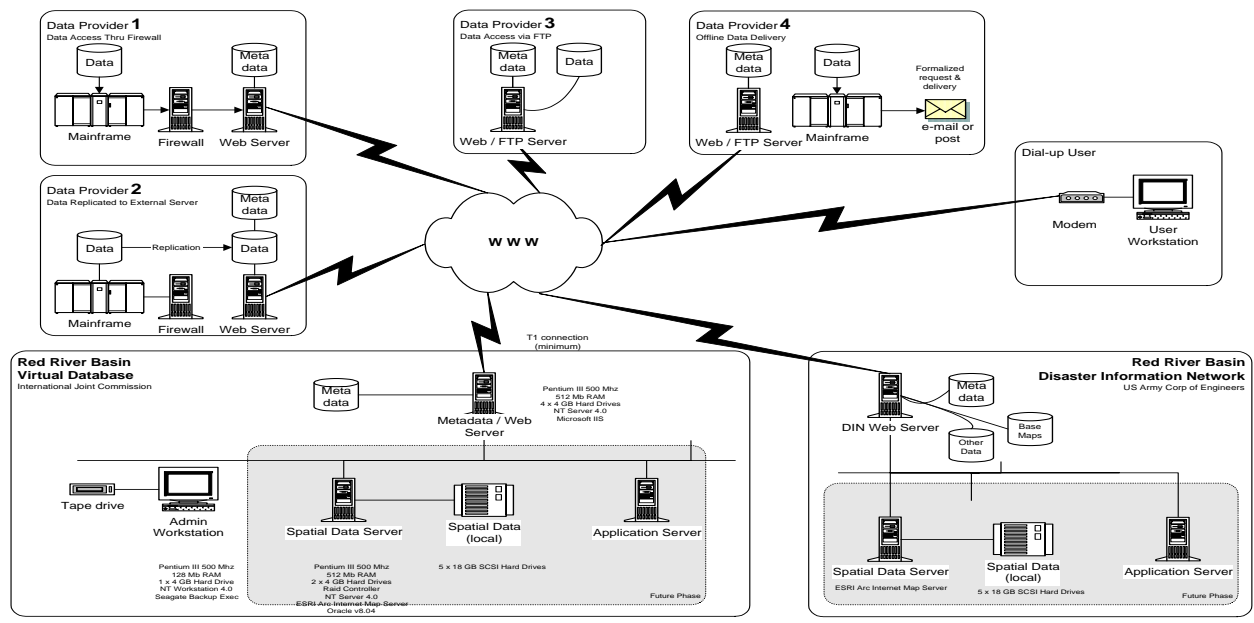 Data Provider 1
Data Access Thru Firewall
Data
Meta
data
Mainframe
Firewall
Web Server
Data Provider 2
Data Replicated to External Server
Meta
data
Data
Replication
Data
Mainframe
Firewall
Web Server
Data Provider 3
Data Access via FTP
Meta
data
Data
Web / FTP Server
Data Provider 4
Offline Data Delivery
Meta
data
Data
Formalized
request &
delivery
Web / FTP Server
Mainframe
e-mail or
post
Dial-up User
Modem
User
Workstation
www
T1 connection
(minimum)
Red River Basin
Virtual Database
International Joint Commission
Meta
data
Metadata / Web
Server
Pentium III 500 Mhz
512 Mb RAM
4 x 4 GB Hard Drives
NT Server 4.0
Microsoft IIS
Tape drive
Admin
Workstation
Pentium III 500 Mhz
128 Mb RAM
1 x 4 GB Hard Drive
NT Workstation 4.0
Seagate Backup Exec
Spatial Data Server
Pentium III 500 Mhz
512 Mb RAM
2 x 4 GB Hard Drives
Raid Controller
NT Server 4.0
ESRI Arc Internet Map Server
Oracle v8.04
Spatial Data
(local)
5 x 18 GB SCSI Hard Drives
Application Server
Future Phase
Red River Basin
Disaster Information Network
US Army Corp of Engineers
DIN Web Server
Meta
data
Base
Maps
Other
Data
Spatial Data Server
ESRI Arc Internet Map Server
Spatial Data
(local)
5 x 18 GB SCSI Hard Drives
Application Server
Future Phase